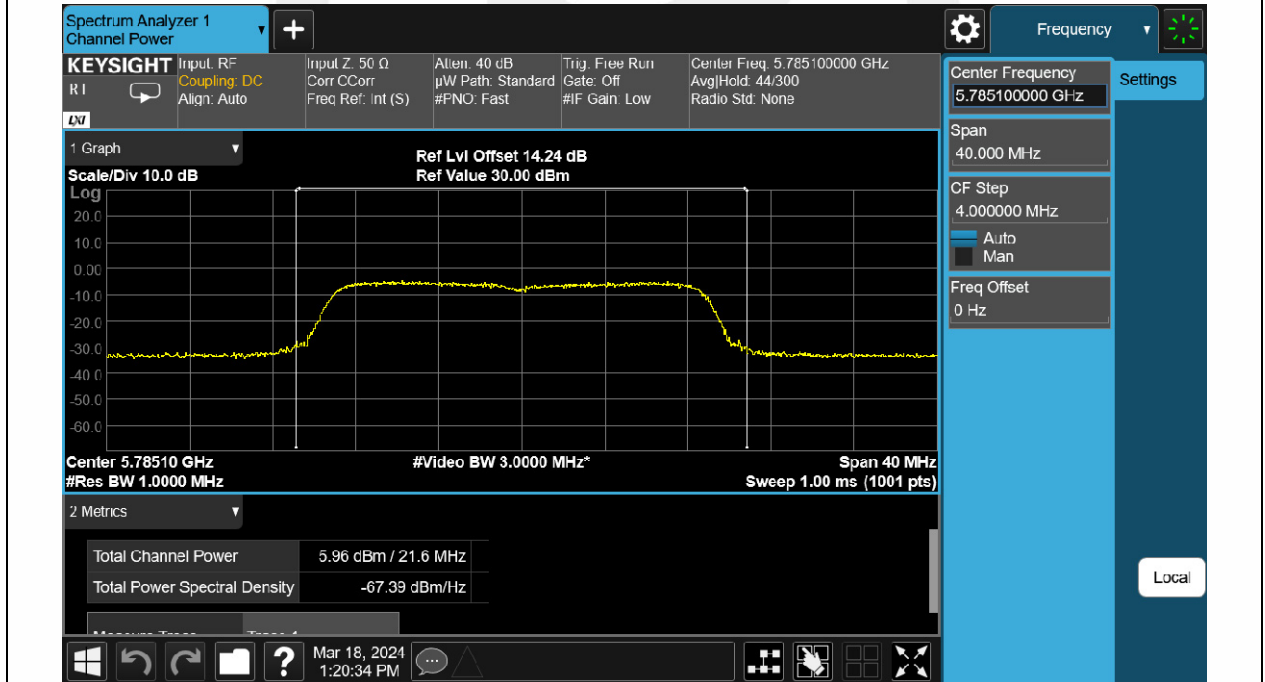 Spectrum Analyzer 1
Channel Power
Frequency
KEYSIGHT
R I
LXI
Input: RF
Coupling: DC
Align: Auto
Input Z: 50 Ω
Corr CCorr
Freq Ref: Int (S)
Atten: 40 dB
µW Path: Standard
#PNO: Fast
Trig: Free Run
Gate: Off
#IF Gain: Low
Center Freq: 5.785100000 GHz
Avg|Hold: 44/300
Radio Std: None
Center Frequency
5.785100000 GHz
Settings
Span
40.000 MHz
CF Step
4.000000 MHz
Auto
Man
Freq Offset
0 Hz
Local
1 Graph
Scale/Div 10.0 dB
Ref Lvl Offset 14.24 dB
Ref Value 30.00 dBm
Log
20.0
10.0
0.00
-10.0
-20.0
-30.0
-40.0
-50.0
-60.0
Center 5.78510 GHz
#Video BW 3.0000 MHz*
Span 40 MHz
#Res BW 1.0000 MHz
Sweep 1.00 ms (1001 pts)
2 Metrics
Total Channel Power 5.96 dBm / 21.6 MHz
Total Power Spectral Density -67.39 dBm/Hz
?
Mar 18, 2024
1:20:34 PM